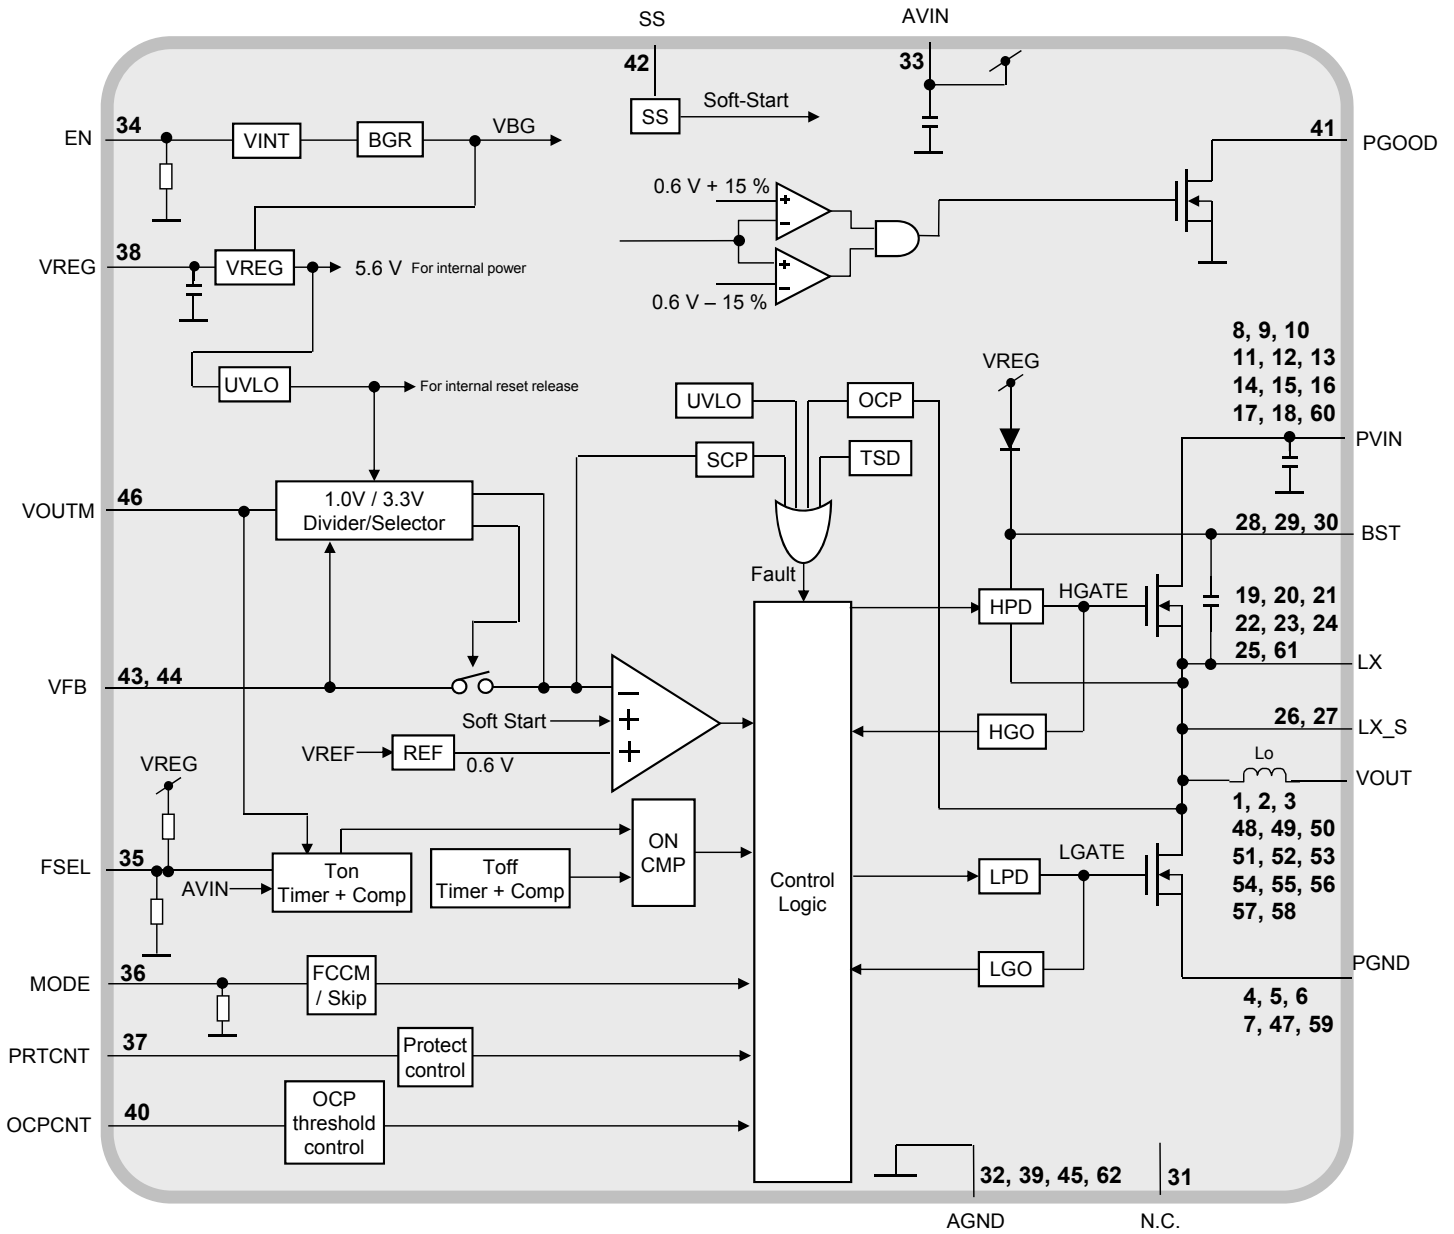 SS
AVIN
42
33
SS
Soft-Start
EN
34
VINT
BGR
VBG
41
PGOOD
0.6 V + 15 %
+
−
+
−
0.6 V – 15 %
VREG
38
VREG
5.6 V For internal power
UVLO
For internal reset release
8, 9, 10
11, 12, 13
14, 15, 16
17, 18, 60
PVIN
VREG
UVLO
OCP
SCP
TSD
VOUTM
46
1.0V / 3.3V
Divider/Selector
28, 29, 30
BST
Fault
HPD
HGATE
19, 20, 21
22, 23, 24
25, 61
LX
VFB
43, 44
−
+
+
Soft Start
VREF
REF
0.6 V
HGO
26, 27
LX_S
Lo
VOUT
1, 2, 3
48, 49, 50
51, 52, 53
54, 55, 56
57, 58
VREG
FSEL
35
AVIN
Ton
Timer + Comp
Toff
Timer + Comp
ON
CMP
Control
Logic
LPD
LGATE
LGO
PGND
4, 5, 6
7, 47, 59
MODE
36
FCCM
/ Skip
PRTCNT
37
Protect
control
OCPCNT
40
OCP
threshold
control
32, 39, 45, 62
31
AGND
N.C.